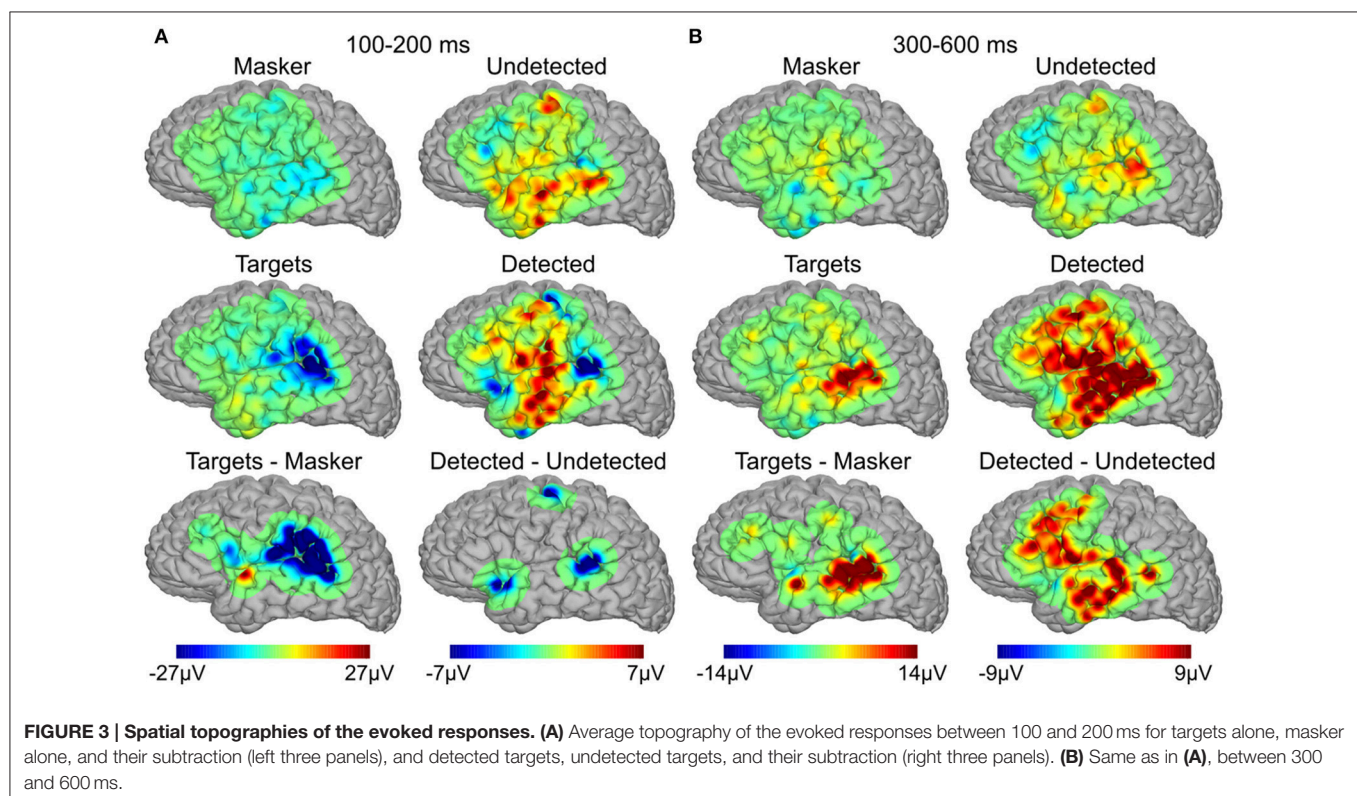 A
100-200 ms
B
300-600 ms
Masker
Undetected
Masker
Undetected
Targets
Detected
Targets
Detected
Targets - Masker
Detected - Undetected
Targets - Masker
Detected - Undetected
-27µV
27µV
-7µV
7µV
-14µV
14µV
-9µV
9µV
FIGURE 3 | Spatial topographies of the evoked responses. (A) Average topography of the evoked responses between 100 and 200 ms for targets alone, masker
alone, and their subtraction (left three panels), and detected targets, undetected targets, and their subtraction (right three panels). (B) Same as in (A), between 300
and 600 ms.